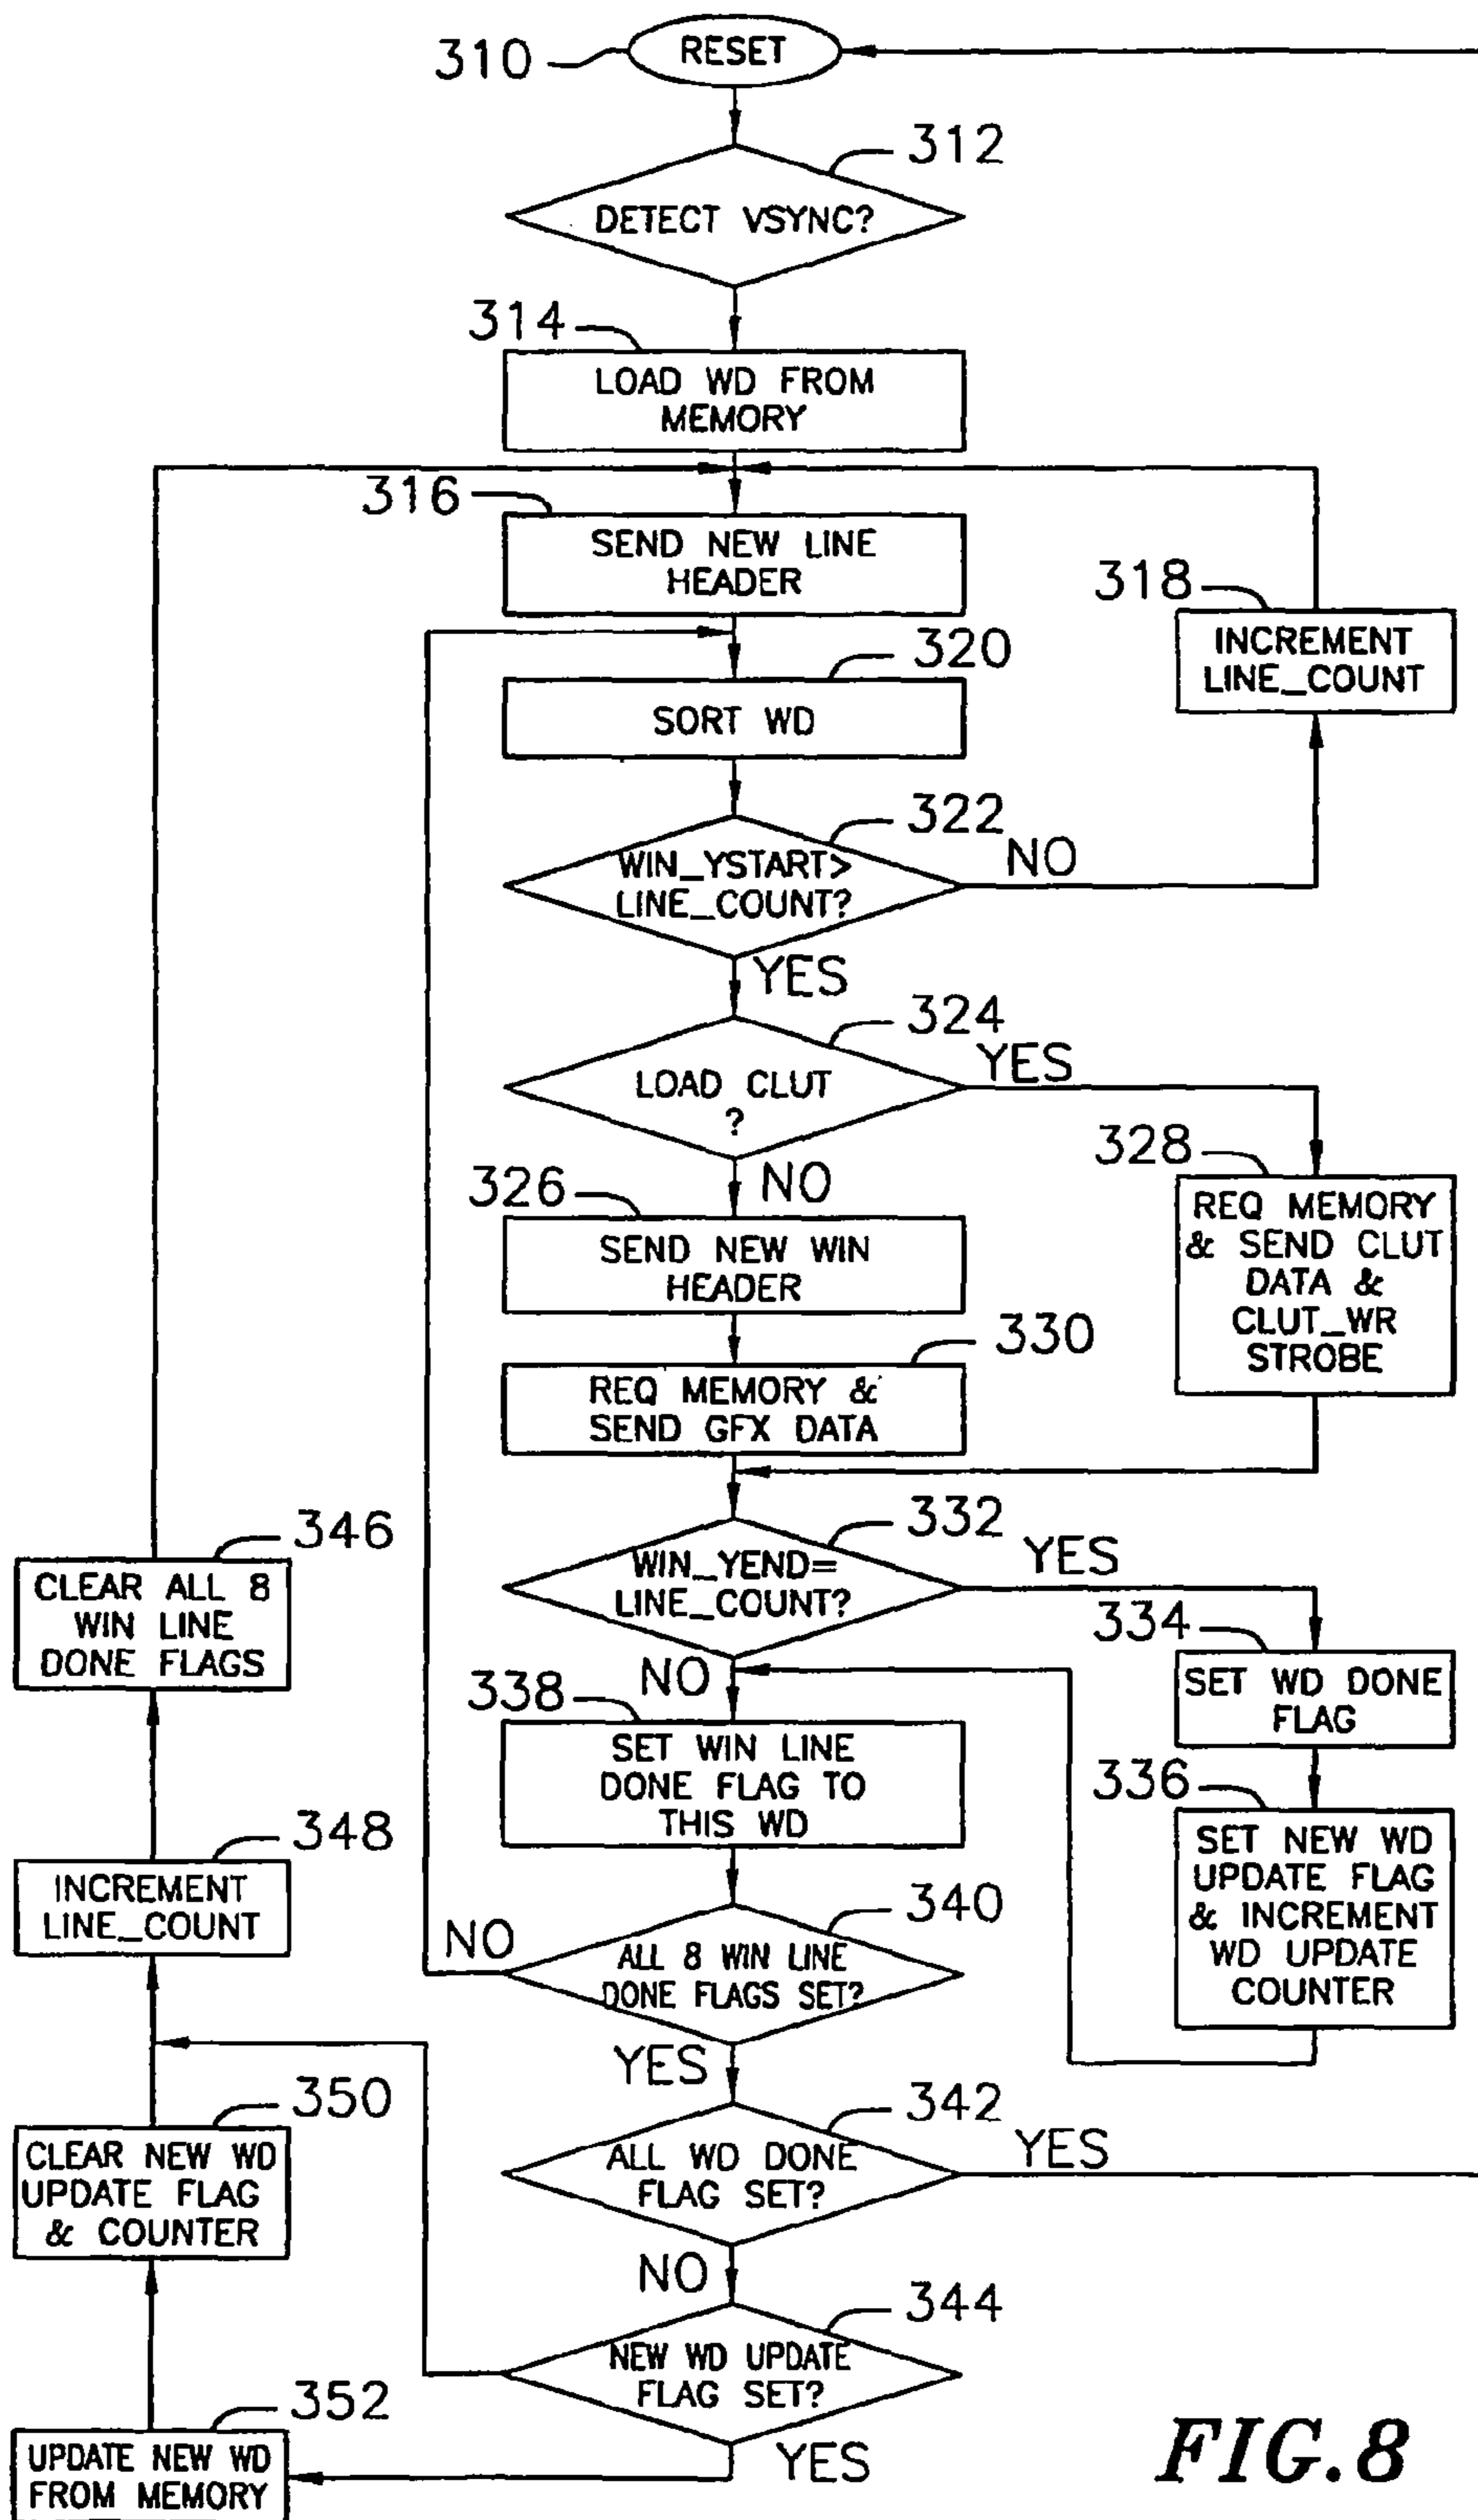 310
RESET
312
DETECT VSYNC?
314
LOAD WD FROM
MEMORY
316
SEND NEW LINE
HEADER
318
INCREMENT
LINE_COUNT
320
SORT WD
322
WIN_YSTART>
LINE_COUNT?
NO
YES
324
LOAD CLUT
?
YES
NO
326
SEND NEW WIN
HEADER
328
REQ MEMORY
& SEND CLUT
DATA &
CLUT_WR
STROBE
330
REQ MEMORY &
SEND GFX DATA
332
WIN_YEND=
LINE_COUNT?
YES
NO
334
SET WD DONE
FLAG
336
SET NEW WD
UPDATE FLAG
& INCREMENT
WD UPDATE
COUNTER
338
SET WIN LINE
DONE FLAG TO
THIS WD
340
ALL 8 WIN LINE
DONE FLAGS SET?
NO
YES
342
ALL WD DONE
FLAG SET?
YES
NO
344
NEW WD UPDATE
FLAG SET?
YES
346
CLEAR ALL 8
WIN LINE
DONE FLAGS
348
INCREMENT
LINE_COUNT
350
CLEAR NEW WD
UPDATE FLAG
& COUNTER
352
UPDATE NEW WD
FROM MEMORY
FIG.8